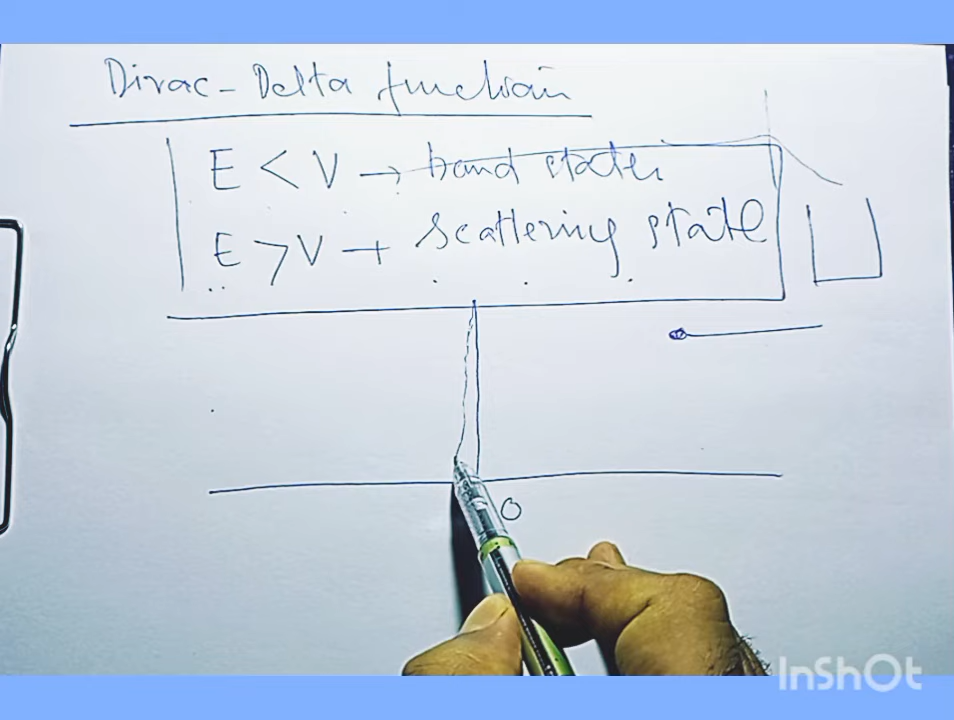 Dirac - Delta function
E < V → bound states
E > V → scattering state
0
InShOt